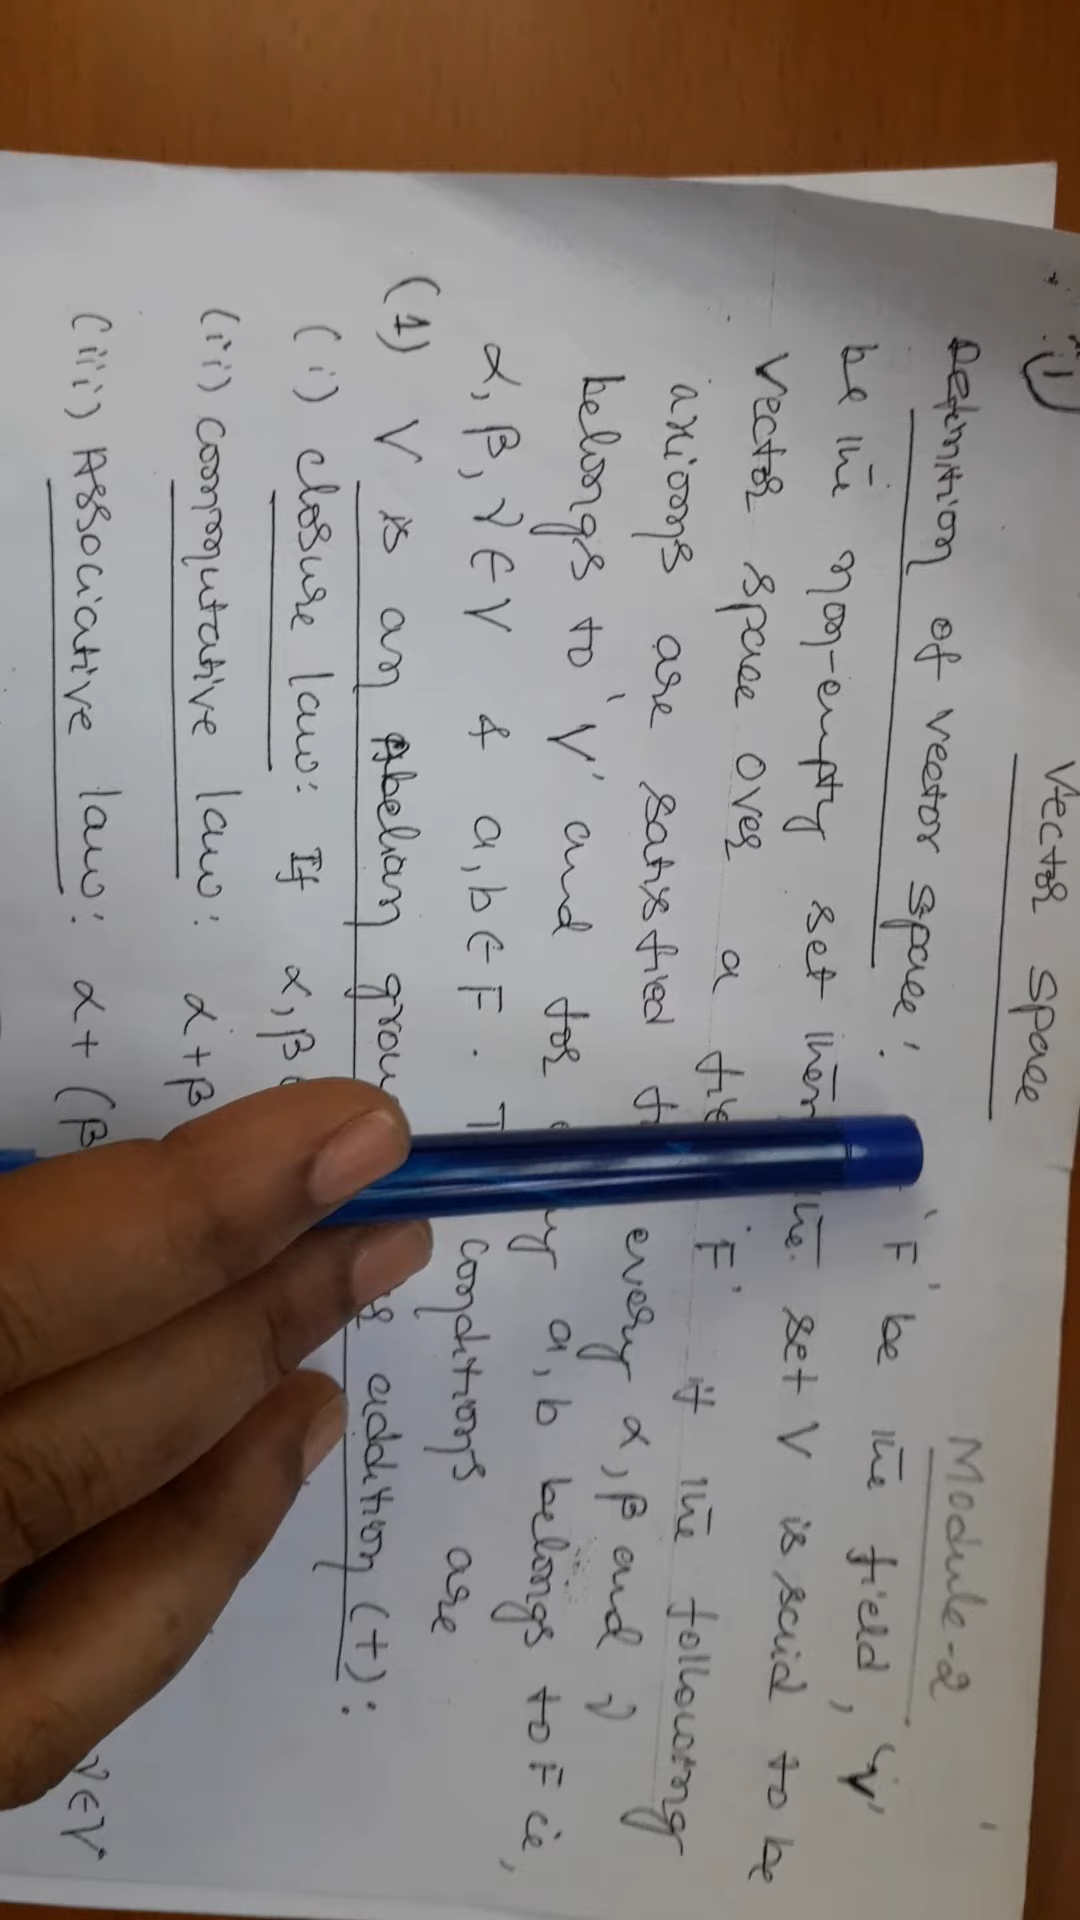 (1)
Vector space
Module-2
Definition of vector space: 'F' be the field, 'V'
be the non-empty set then the set V is said to be
vector space over a 'F' if the following
axioms are satisfied every α, β and γ
belongs to 'V' and for a, b belongs to F ie,
α, β, γ ∈ V & a, b ∈ F. conditions are
(1) V is an Abelian addition (+):
(i) closure law: If α, β
(ii) commutative law: α + β
(iii) Associative law: α + (β γ ∈ V